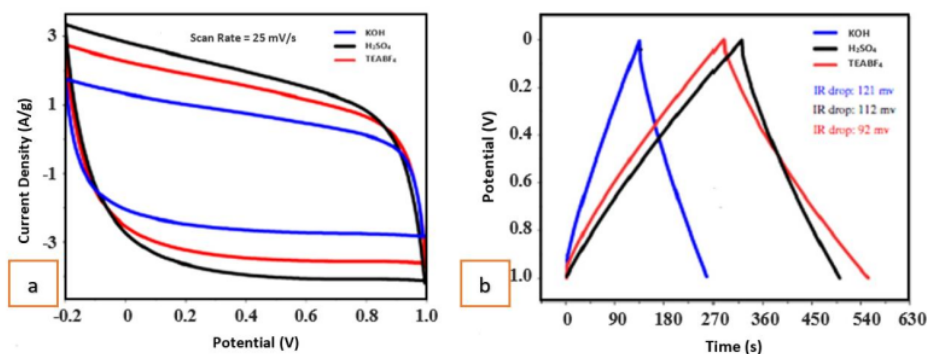 Scan Rate = 25 mV/s
KOH
H₂SO₄
TEABF₄
Current Density (A/g)
3
1
-1
-3
-0.2
0
0.2
0.4
0.6
0.8
1.0
Potential (V)
a
KOH
H₂SO₄
TEABF₄
IR drop: 121 mv
IR drop: 112 mv
IR drop: 92 mv
Potential (V)
0
0.2
0.4
0.6
0.8
1.0
0
90
180
270
360
450
540
630
Time (s)
b